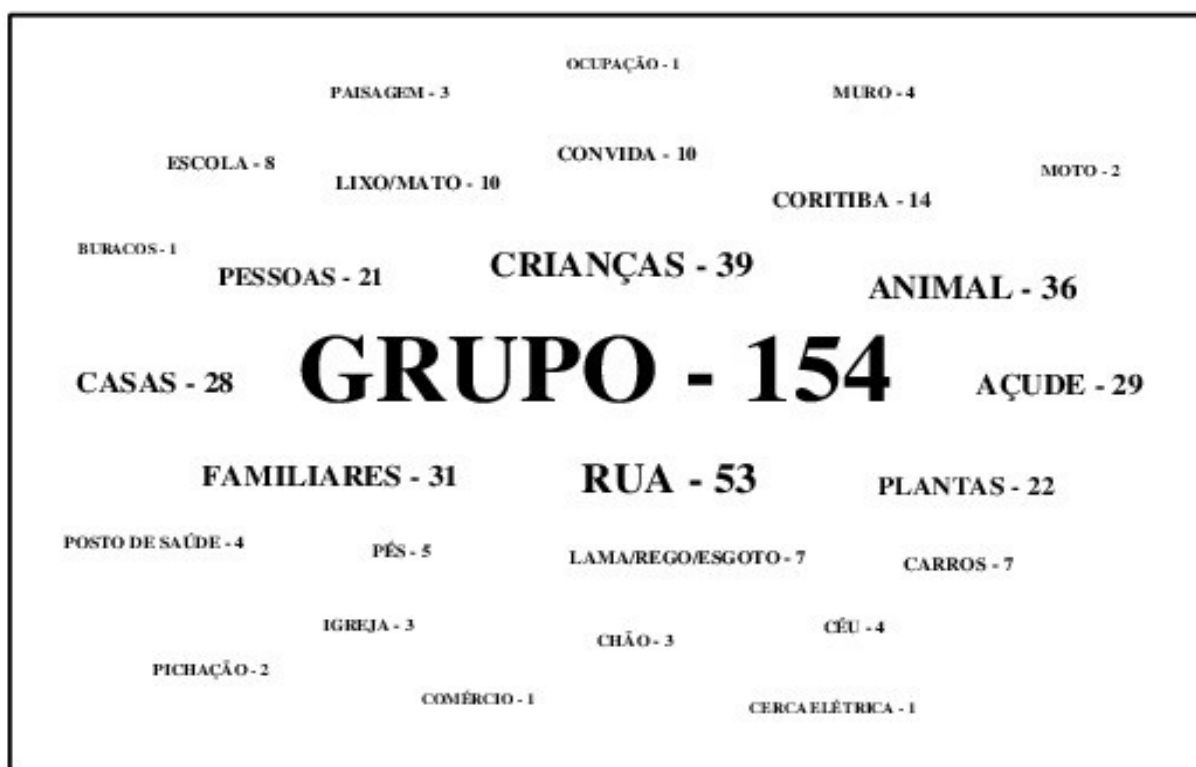 OCUPAÇÃO - 1
PAISAGEM - 3
MURO - 4
CONVIDA - 10
ESCOLA - 8
LIXO/MATO - 10
MOTO - 2
CORITIBA - 14
BURACOS - 1
PESSOAS - 21
CRIANÇAS - 39
ANIMAL - 36
CASAS - 28
GRUPO - 154
AÇUDE - 29
FAMILIARES - 31
RUA - 53
PLANTAS - 22
POSTO DE SAÚDE - 4
PÉS - 5
LAMA/REGO/ESGOTO - 7
CARROS - 7
IGREJA - 3
CHÃO - 3
CÉU - 4
PICHAÇÃO - 2
COMÉRCIO - 1
CERCA ELÉTRICA - 1